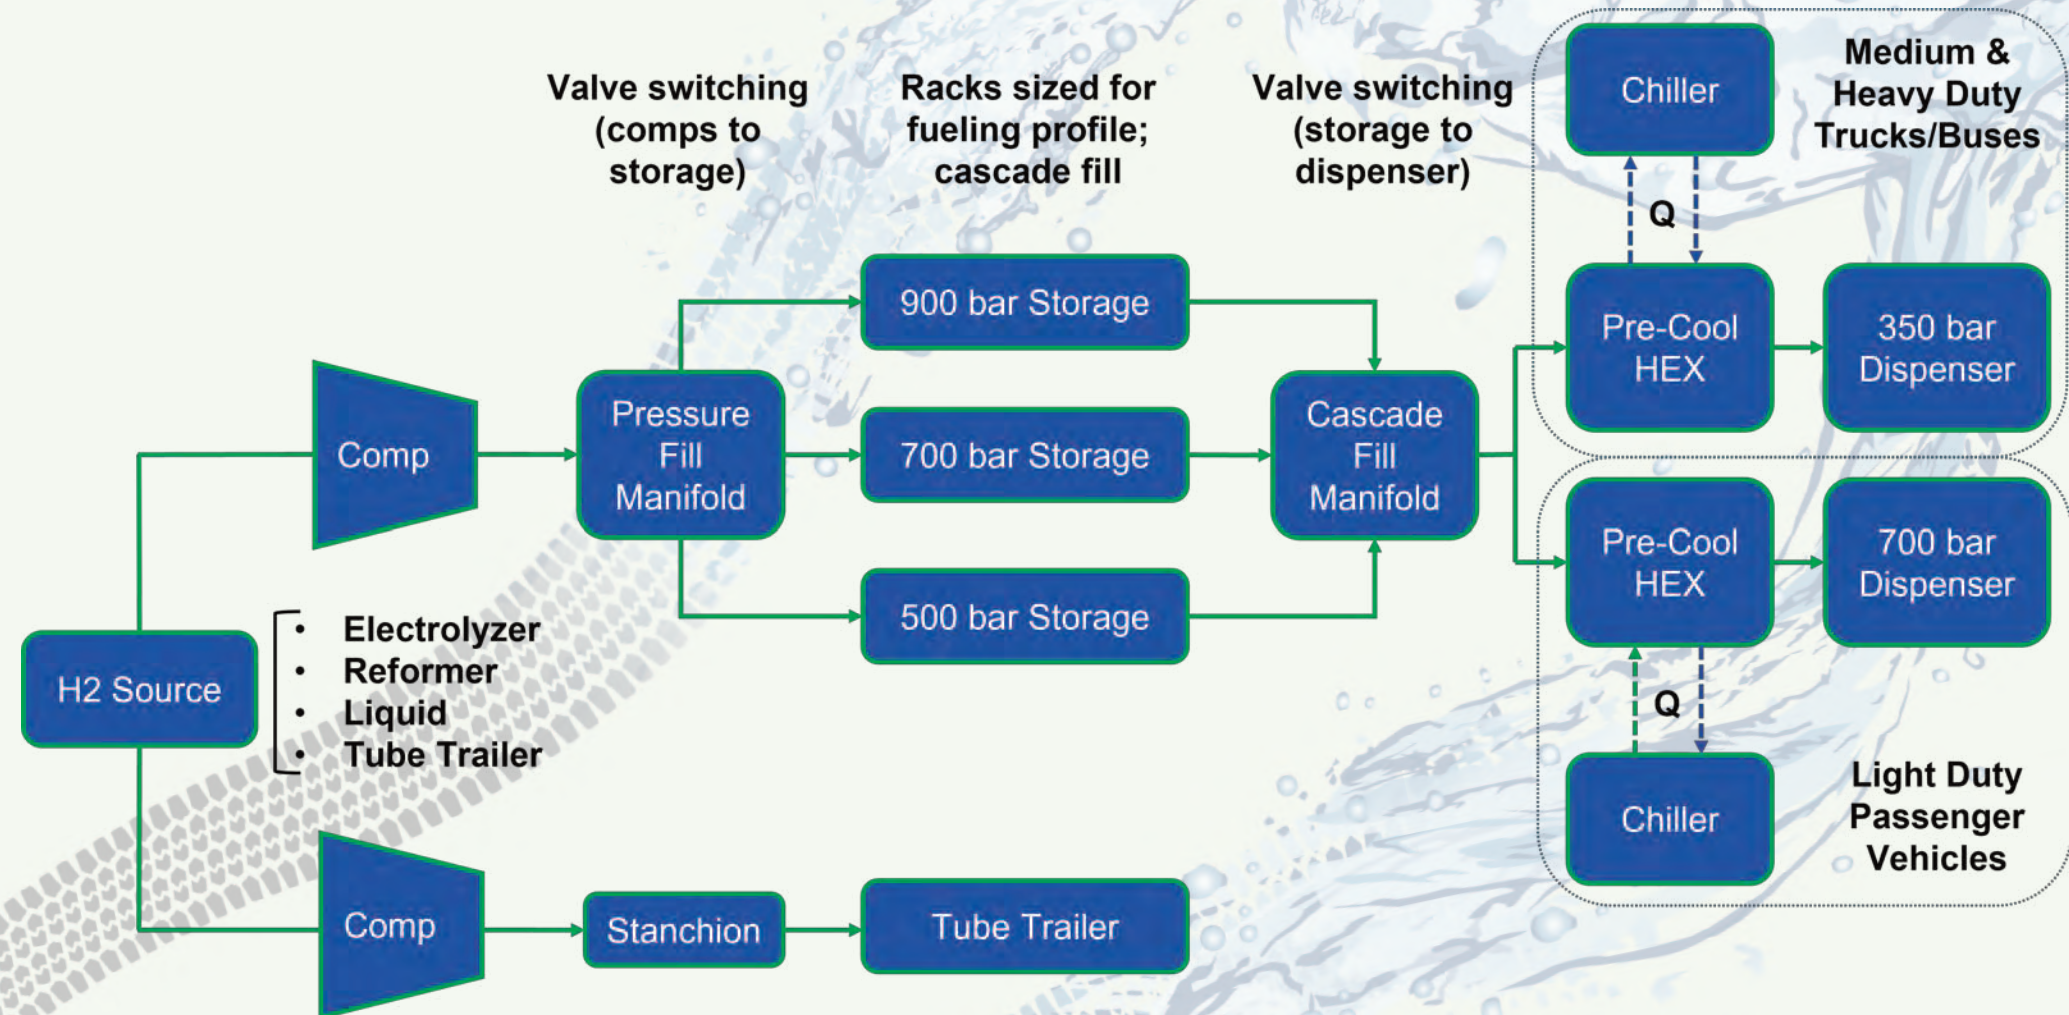 Valve switching
(comps to
storage)
Racks sized for
fueling profile;
cascade fill
Valve switching
(storage to
dispenser)
Chiller
Medium &
Heavy Duty
Trucks/Buses
Q
900 bar Storage
Pre-Cool
HEX
350 bar
Dispenser
Comp
Pressure
Fill
Manifold
700 bar Storage
Cascade
Fill
Manifold
Pre-Cool
HEX
700 bar
Dispenser
500 bar Storage
H2 Source
• Electrolyzer
• Reformer
• Liquid
• Tube Trailer
Q
Chiller
Light Duty
Passenger
Vehicles
Comp
Stanchion
Tube Trailer